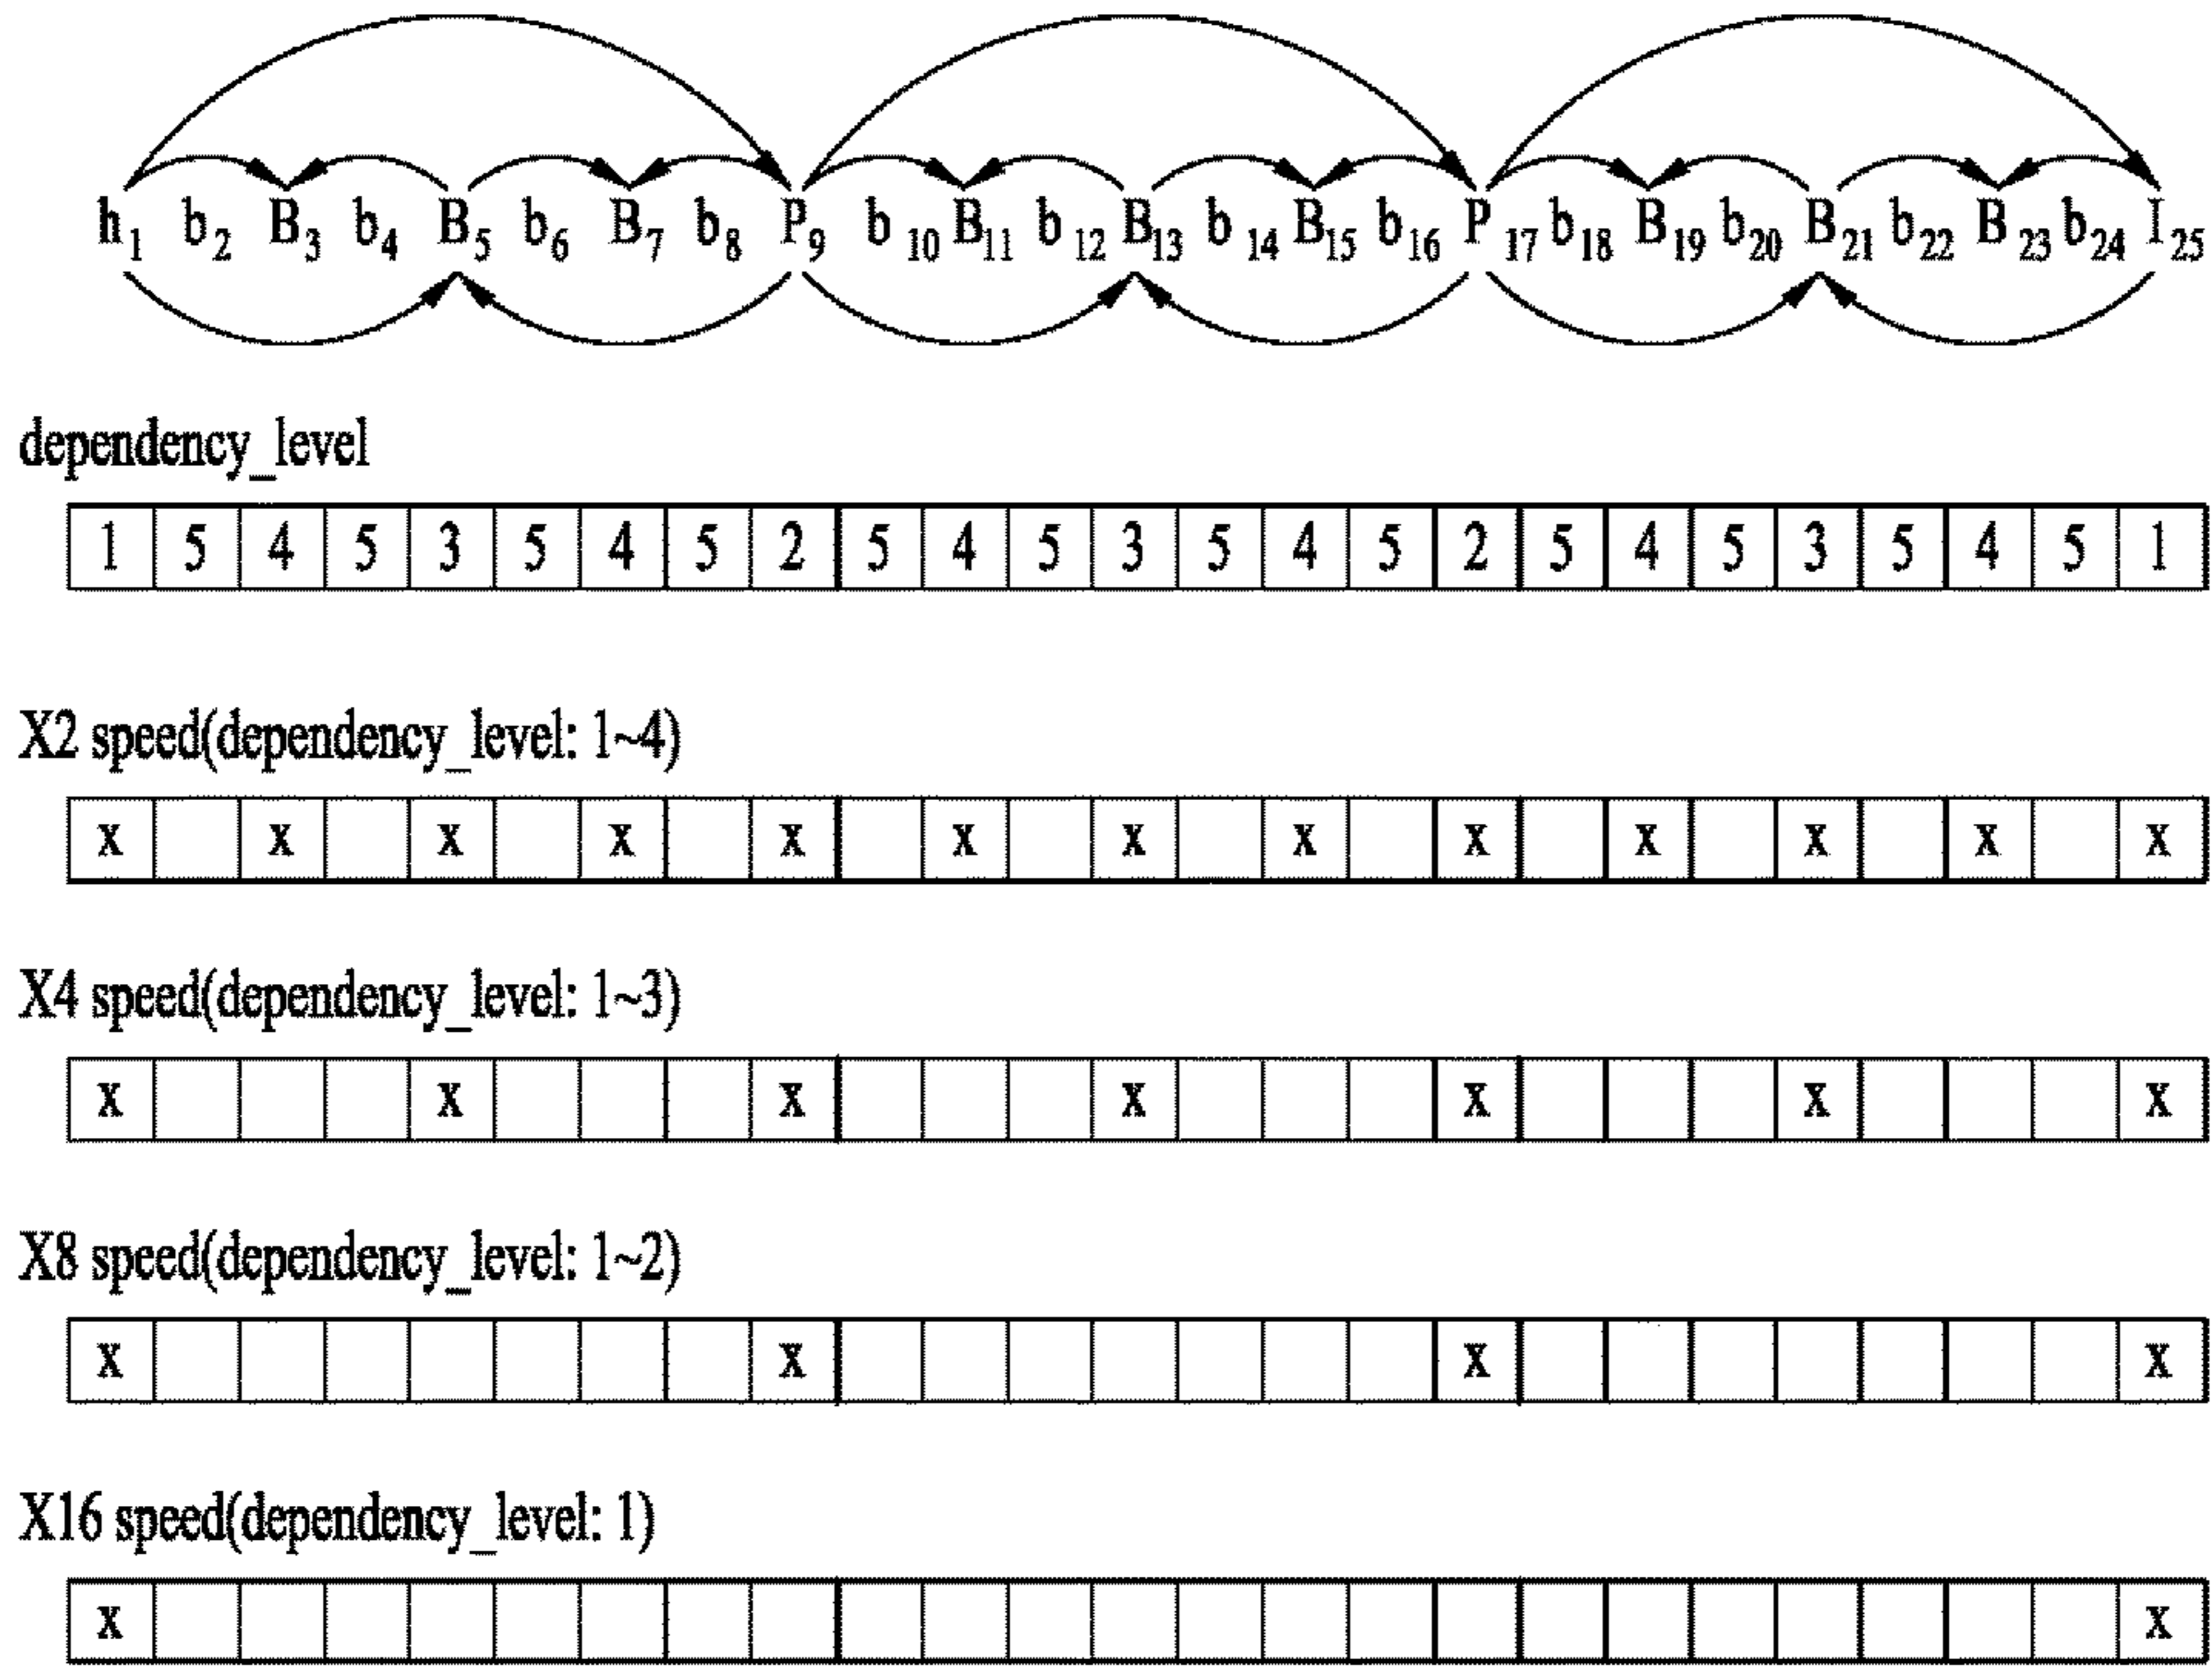 h1 b2 B3 b4 B5 b6 B7 b8 P9 b10 B11 b12 B13 b14 B15 b16 P17 b18 B19 b20 B21 b22 B23 b24 I25
dependency_level
1 5 4 5 3 5 4 5 2 5 4 5 3 5 4 5 2 5 4 5 3 5 4 5 1
X2 speed(dependency_level: 1~4)
x x x x x x x x x x x x x
X4 speed(dependency_level: 1~3)
x x x x x x x
X8 speed(dependency_level: 1~2)
x x x x
X16 speed(dependency_level: 1)
x x